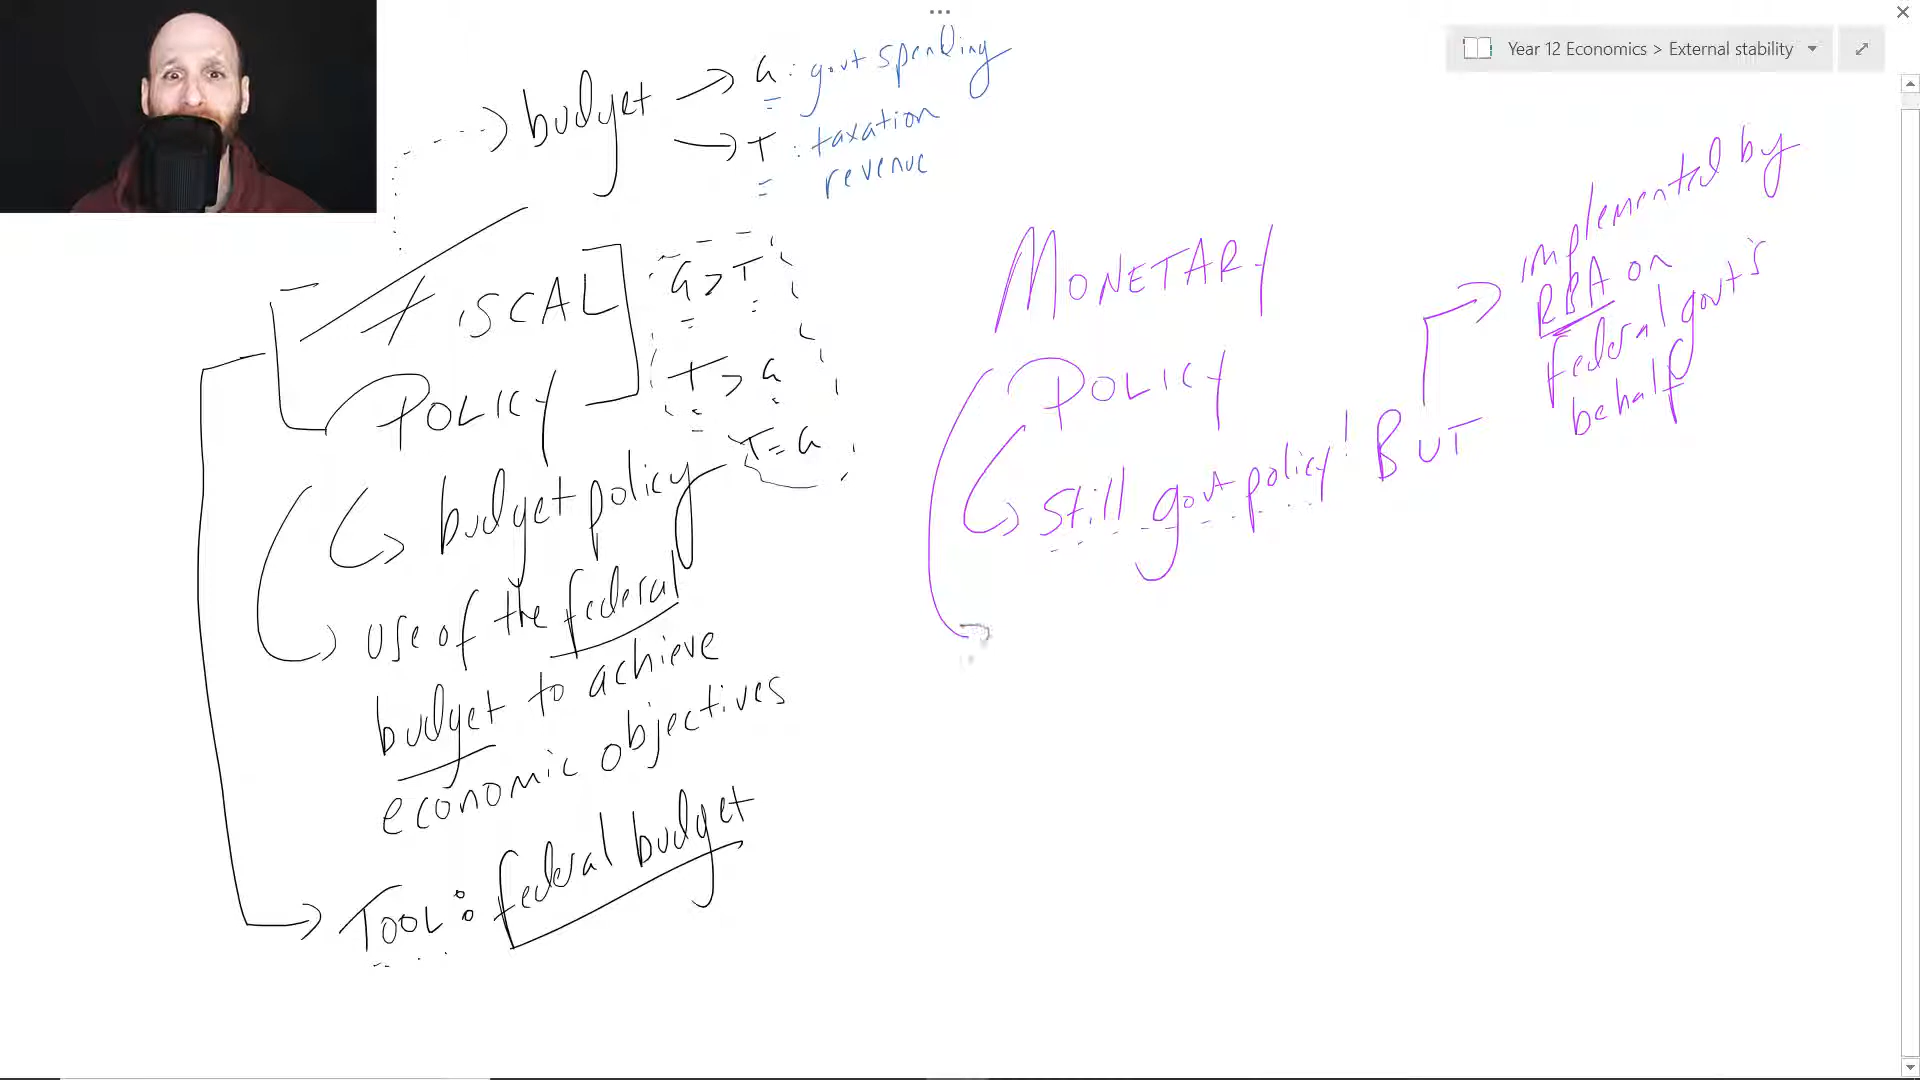 Year 12 Economics > External stability
budget
G : govt spending
T : taxation
revenue
FISCAL
POLICY
G > T
T > G
T = G
budget policy
use of the federal
budget to achieve
economic objectives
TOOL: federal budget
MONETARY
POLICY
still govt policy! BUT
implemented by
RBA on
federal govt's
behalf